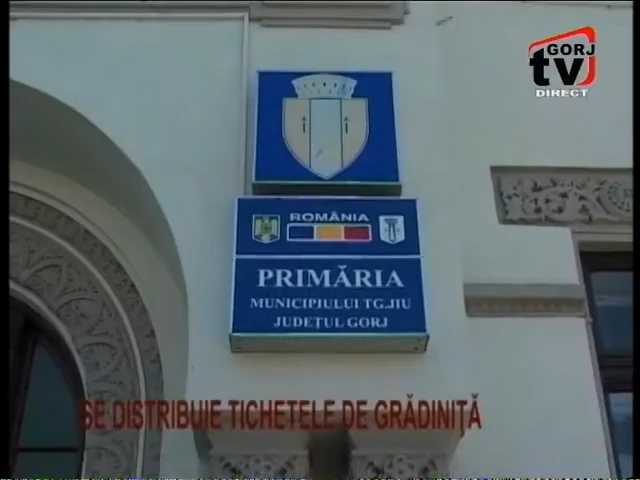 GORJ
tv
DIRECT
ROMÂNIA
PRIMĂRIA
MUNICIPIULUI TG.JIU
JUDEȚUL GORJ
SE DISTRIBUIE TICHETELE DE GRĂDINIȚĂ